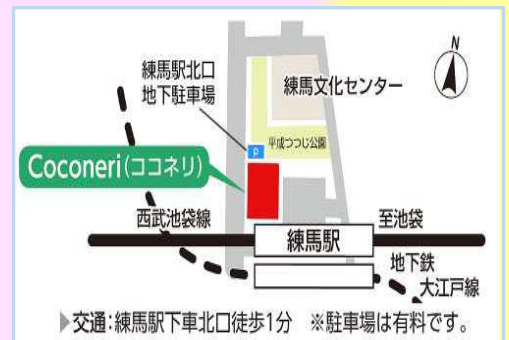 N
練馬駅北口
地下駐車場
練馬文化センター
P
平成つつじ公園
Coconeri(ココネリ)
西武池袋線
至池袋
練馬駅
地下鉄
大江戸線
▶交通:練馬駅下車北口徒歩1分 ※駐車場は有料です。